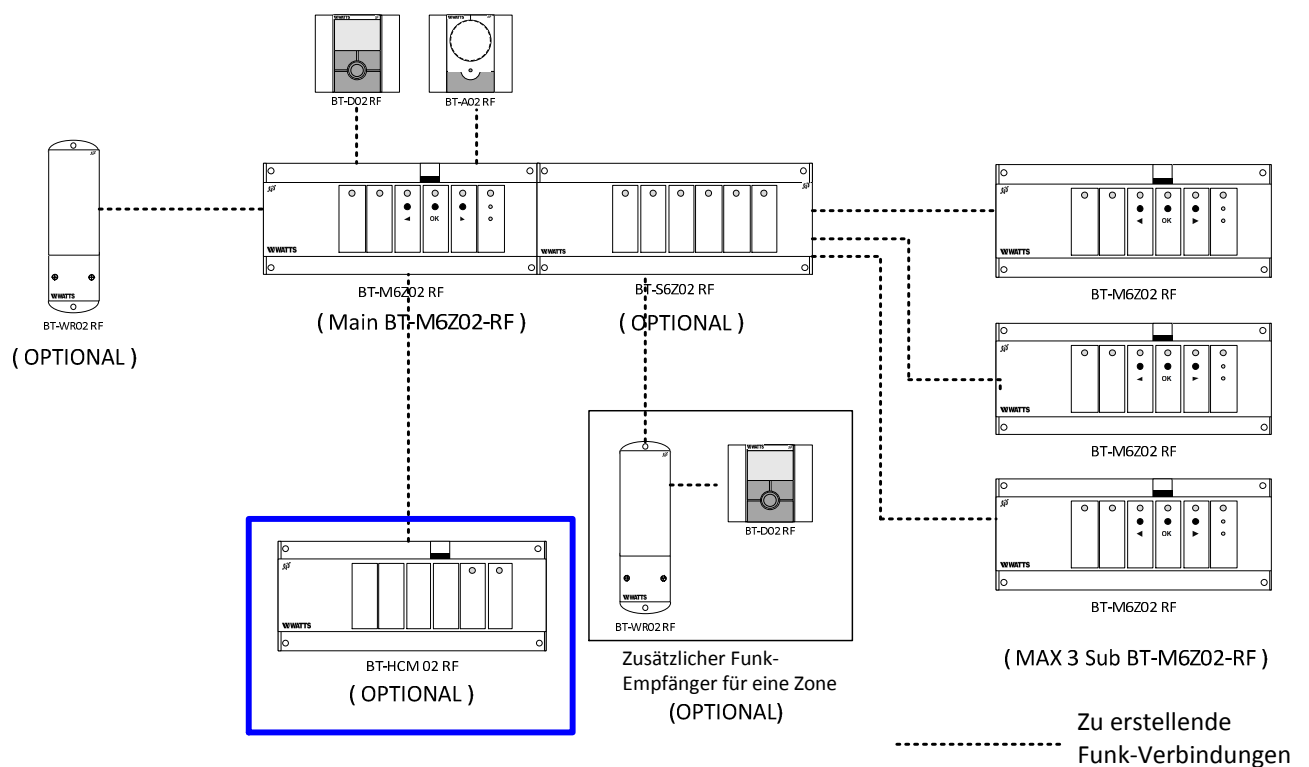 WATTS
WATTS
BT-D02 RF
BT-A02 RF
WATTS
BT-WR02 RF
( OPTIONAL )
◄ OK ►
WATTS
BT-M6Z02 RF
( Main BT-M6Z02-RF )
WATTS
BT-S6Z02 RF
( OPTIONAL )
◄ OK ►
WATTS
BT-M6Z02 RF
◄ OK ►
WATTS
BT-M6Z02 RF
◄ OK ►
WATTS
BT-M6Z02 RF
( MAX 3 Sub BT-M6Z02-RF )
WATTS
BT-HCM 02 RF
( OPTIONAL )
WATTS
BT-D02 RF
WATTS
BT-WR02 RF
Zusätzlicher Funk-
Empfänger für eine Zone
(OPTIONAL)
Zu erstellende
Funk-Verbindungen